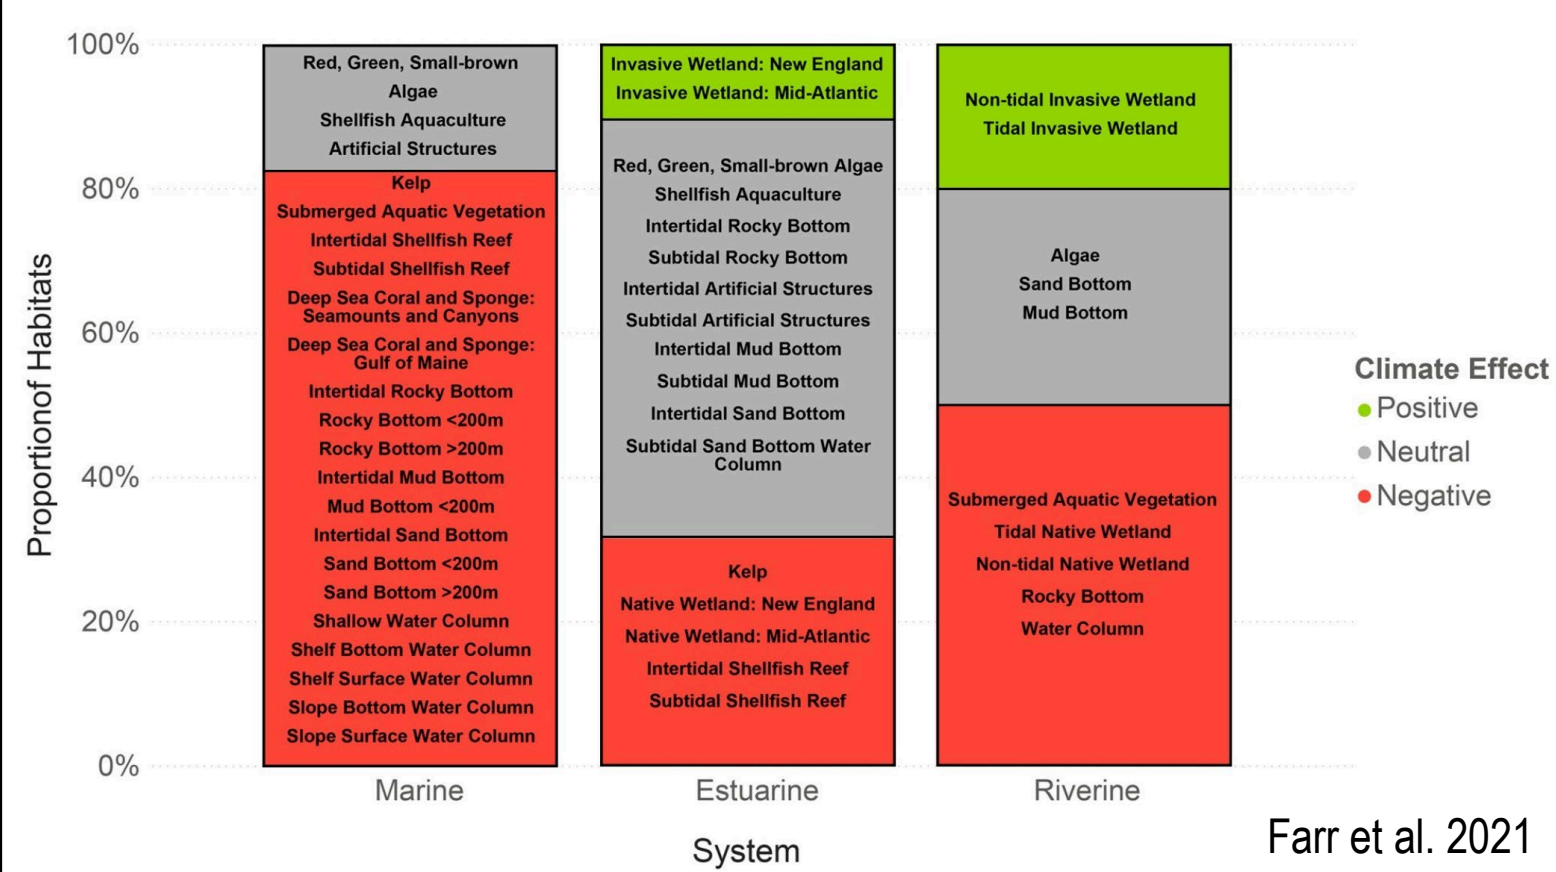 100%
80%
60%
40%
20%
0%
Proportionof Habitats
Red, Green, Small-brown
Algae
Shellfish Aquaculture
Artificial Structures
Kelp
Submerged Aquatic Vegetation
Intertidal Shellfish Reef
Subtidal Shellfish Reef
Deep Sea Coral and Sponge:
Seamounts and Canyons
Deep Sea Coral and Sponge:
Gulf of Maine
Intertidal Rocky Bottom
Rocky Bottom <200m
Rocky Bottom >200m
Intertidal Mud Bottom
Mud Bottom <200m
Intertidal Sand Bottom
Sand Bottom <200m
Sand Bottom >200m
Shallow Water Column
Shelf Bottom Water Column
Shelf Surface Water Column
Slope Bottom Water Column
Slope Surface Water Column
Marine
Invasive Wetland: New England
Invasive Wetland: Mid-Atlantic
Red, Green, Small-brown Algae
Shellfish Aquaculture
Intertidal Rocky Bottom
Subtidal Rocky Bottom
Intertidal Artificial Structures
Subtidal Artificial Structures
Intertidal Mud Bottom
Subtidal Mud Bottom
Intertidal Sand Bottom
Subtidal Sand Bottom Water
Column
Kelp
Native Wetland: New England
Native Wetland: Mid-Atlantic
Intertidal Shellfish Reef
Subtidal Shellfish Reef
Estuarine
Non-tidal Invasive Wetland
Tidal Invasive Wetland
Algae
Sand Bottom
Mud Bottom
Submerged Aquatic Vegetation
Tidal Native Wetland
Non-tidal Native Wetland
Rocky Bottom
Water Column
Riverine
System
Climate Effect
Positive
Neutral
Negative
Farr et al. 2021